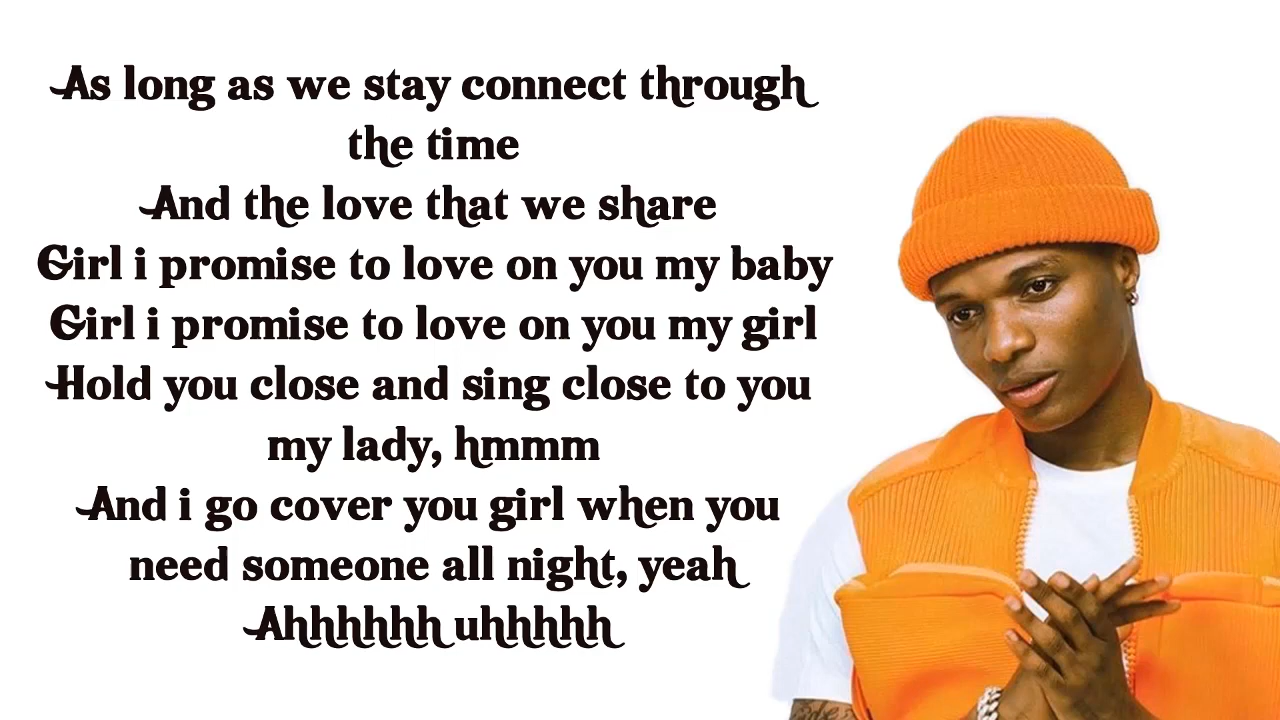 As long as we stay connect through
the time
And the love that we share
Girl i promise to love on you my baby
Girl i promise to love on you my girl
Hold you close and sing close to you
my lady, hmmm
And i go cover you girl when you
need someone all night, yeah
Ahhhhhh uhhhhh